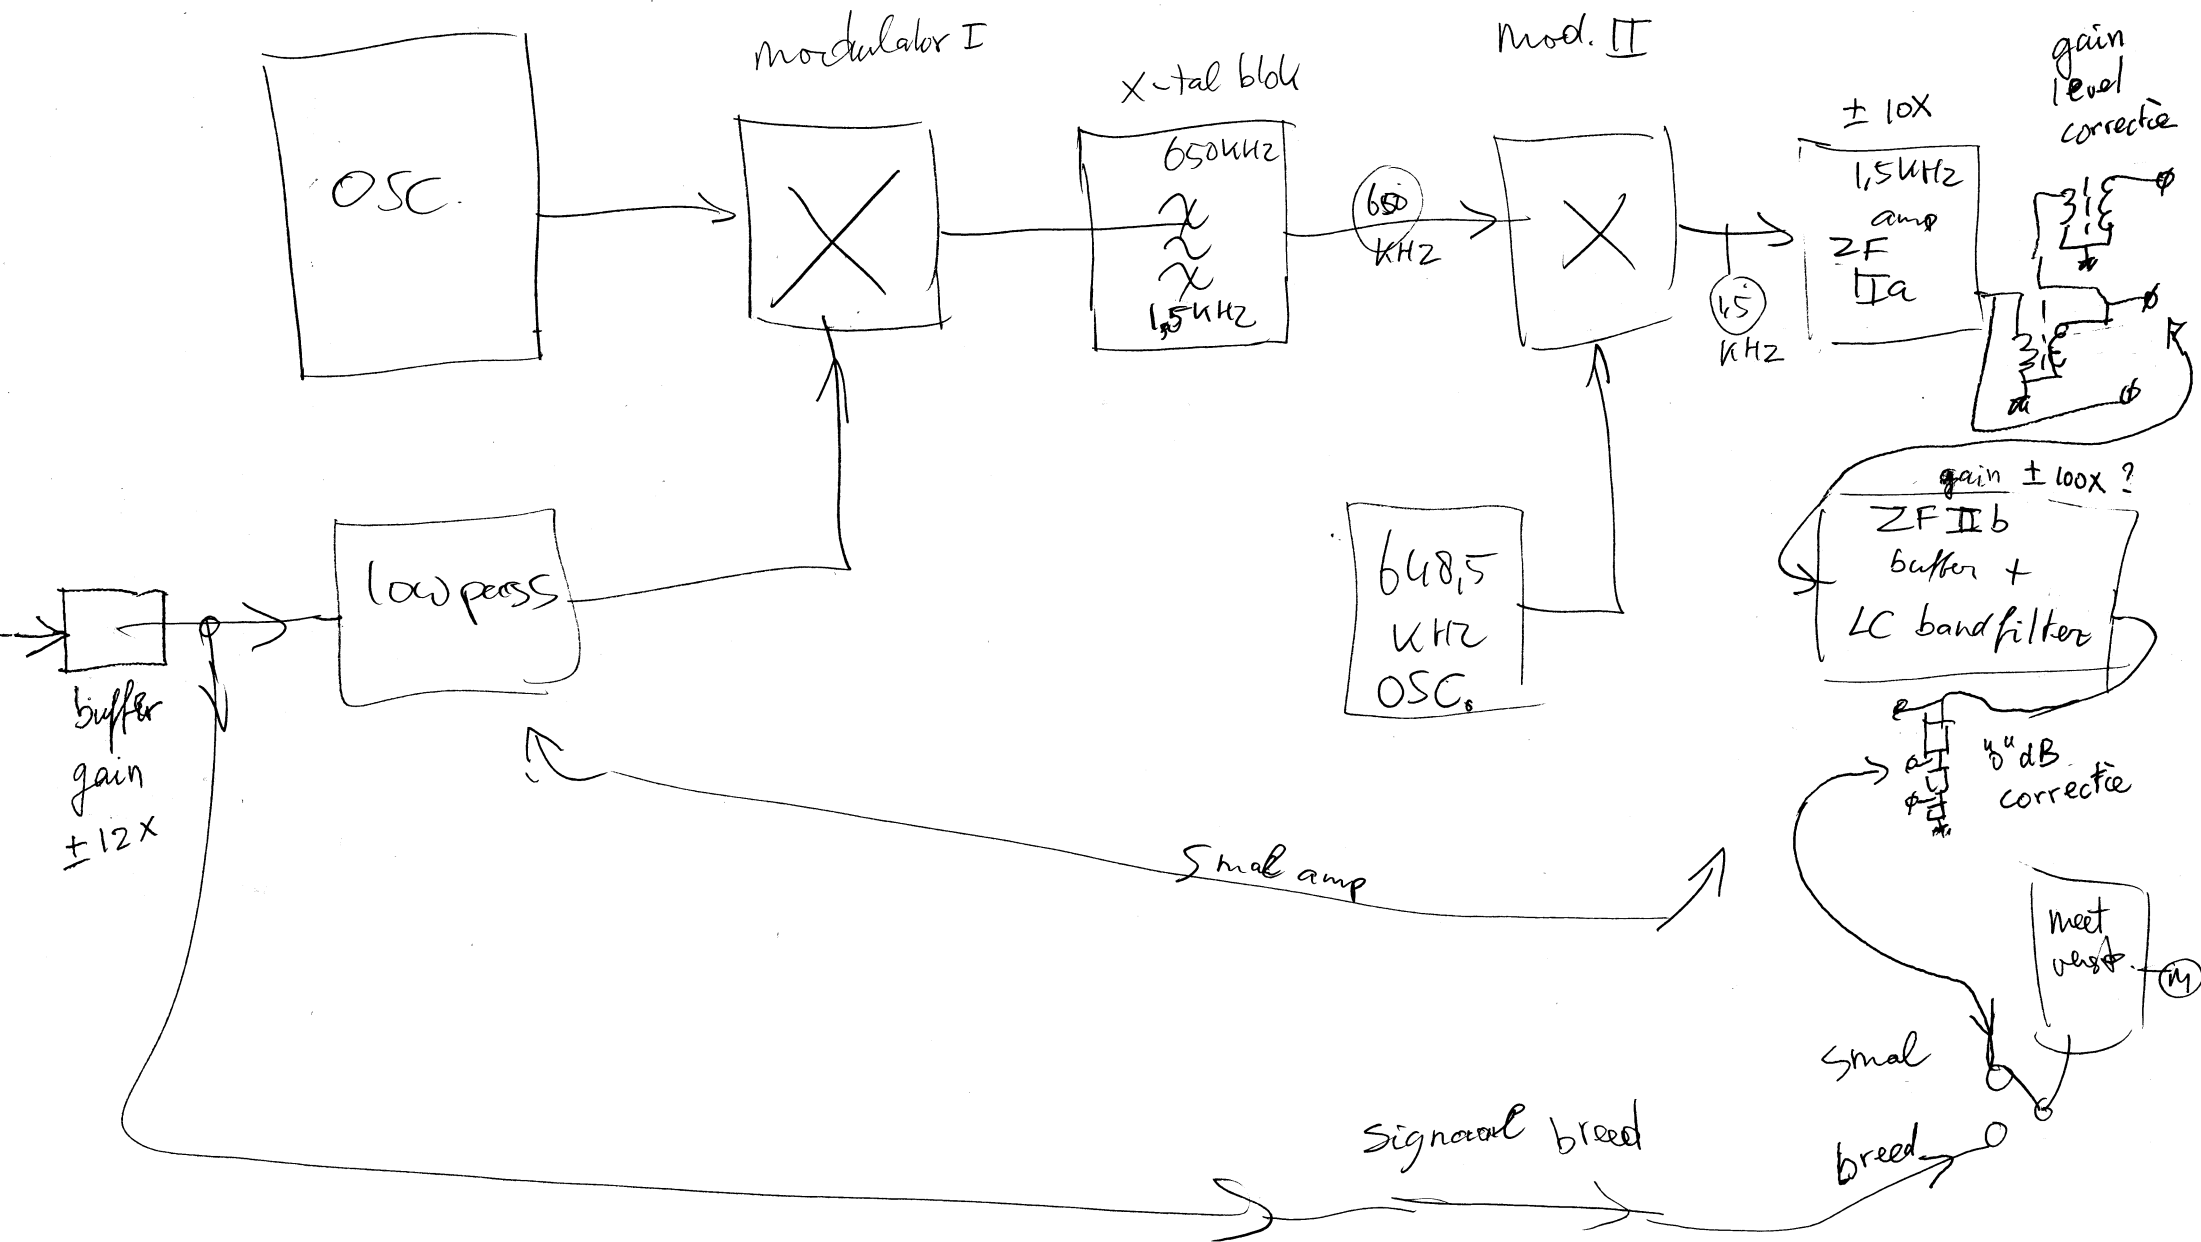 modulator I
mod. II
gain
level
correctie
x-tal blok
± 10X
OSC.
650KHz
1,5KHz
650
KHz
1,5KHz
amp
ZF
IIa
1,5
KHz
gain ± 100x ?
ZF II b
buffer +
LC bandfilter
lowpass
648,5
KHz
OSC.
buffer
gain
± 12x
"0" dB
correctie
Smal amp
meet
verst.
M
Smal
Signaal breed
breed